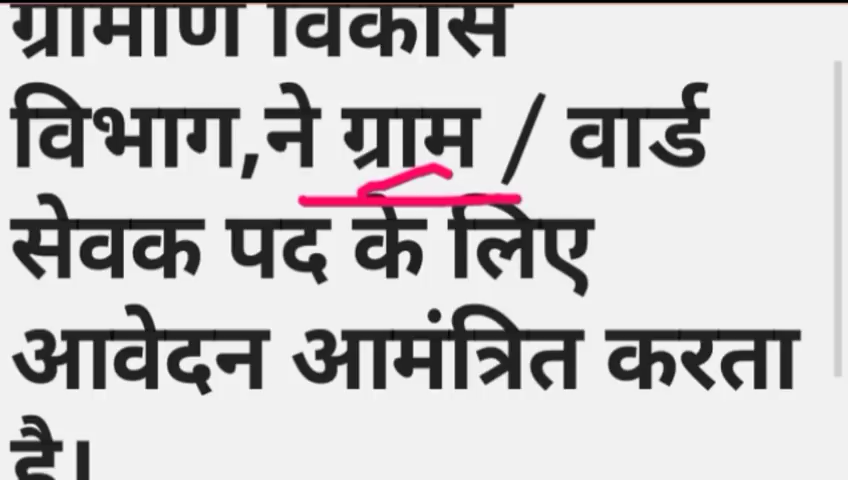 ग्रामीण विकास
विभाग,ने ग्राम / वार्ड
सेवक पद के लिए
आवेदन आमंत्रित करता
है।